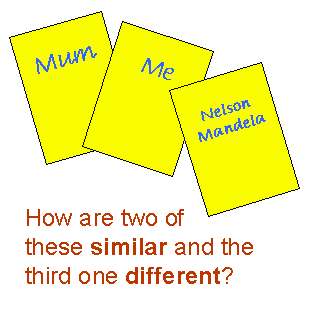 Mum
Me
Nelson
Mandela
How are two of
these similar and the
third one different?